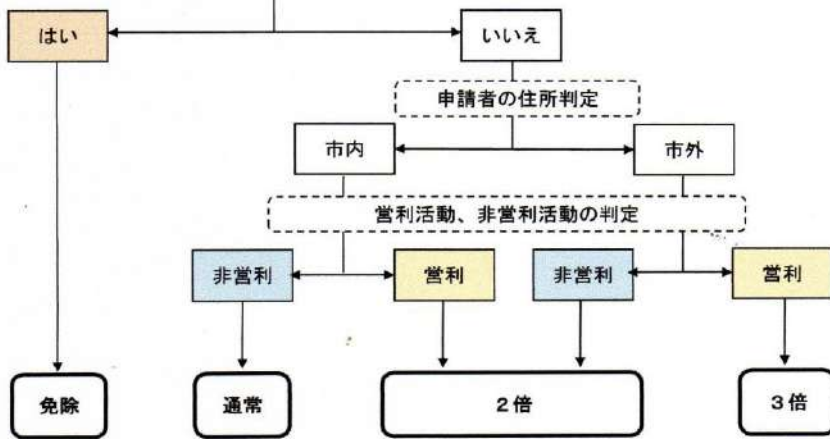 はい
いいえ
申請者の住所判定
市内
市外
営利活動、非営利活動の判定
非営利
営利
非営利
営利
免除
通常
2倍
3倍